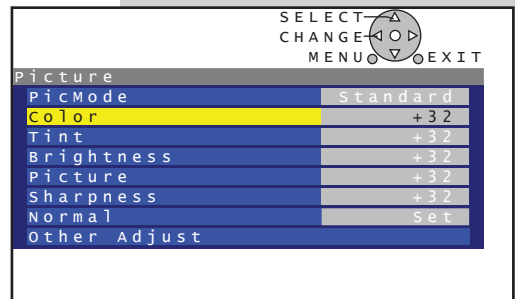 SELECT
CHANGE
MENU EXIT
Picture
PicMode Standard
Color +32
Tint +32
Brightness +32
Picture +32
Sharpness +32
Normal Set
Other Adjust